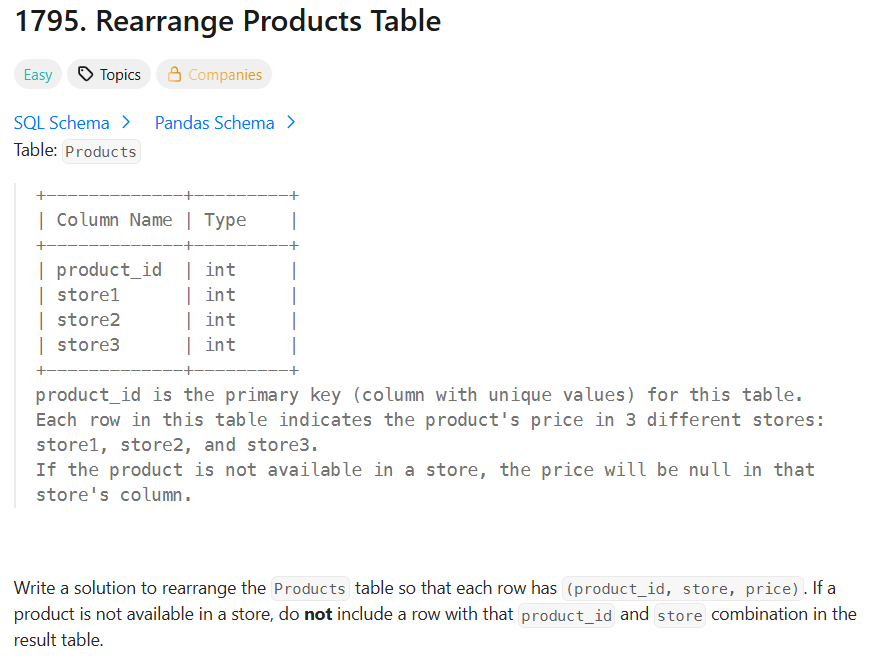 1795. Rearrange Products Table
Easy Topics Companies
SQL Schema Pandas Schema
Table: Products
+-------------+---------+
| Column Name | Type    |
+-------------+---------+
| product_id  | int     |
| store1      | int     |
| store2      | int     |
| store3      | int     |
+-------------+---------+
product_id is the primary key (column with unique values) for this table.
Each row in this table indicates the product's price in 3 different stores:
store1, store2, and store3.
If the product is not available in a store, the price will be null in that
store's column.
Write a solution to rearrange the Products table so that each row has (product_id, store, price). If a
product is not available in a store, do not include a row with that product_id and store combination in the
result table.